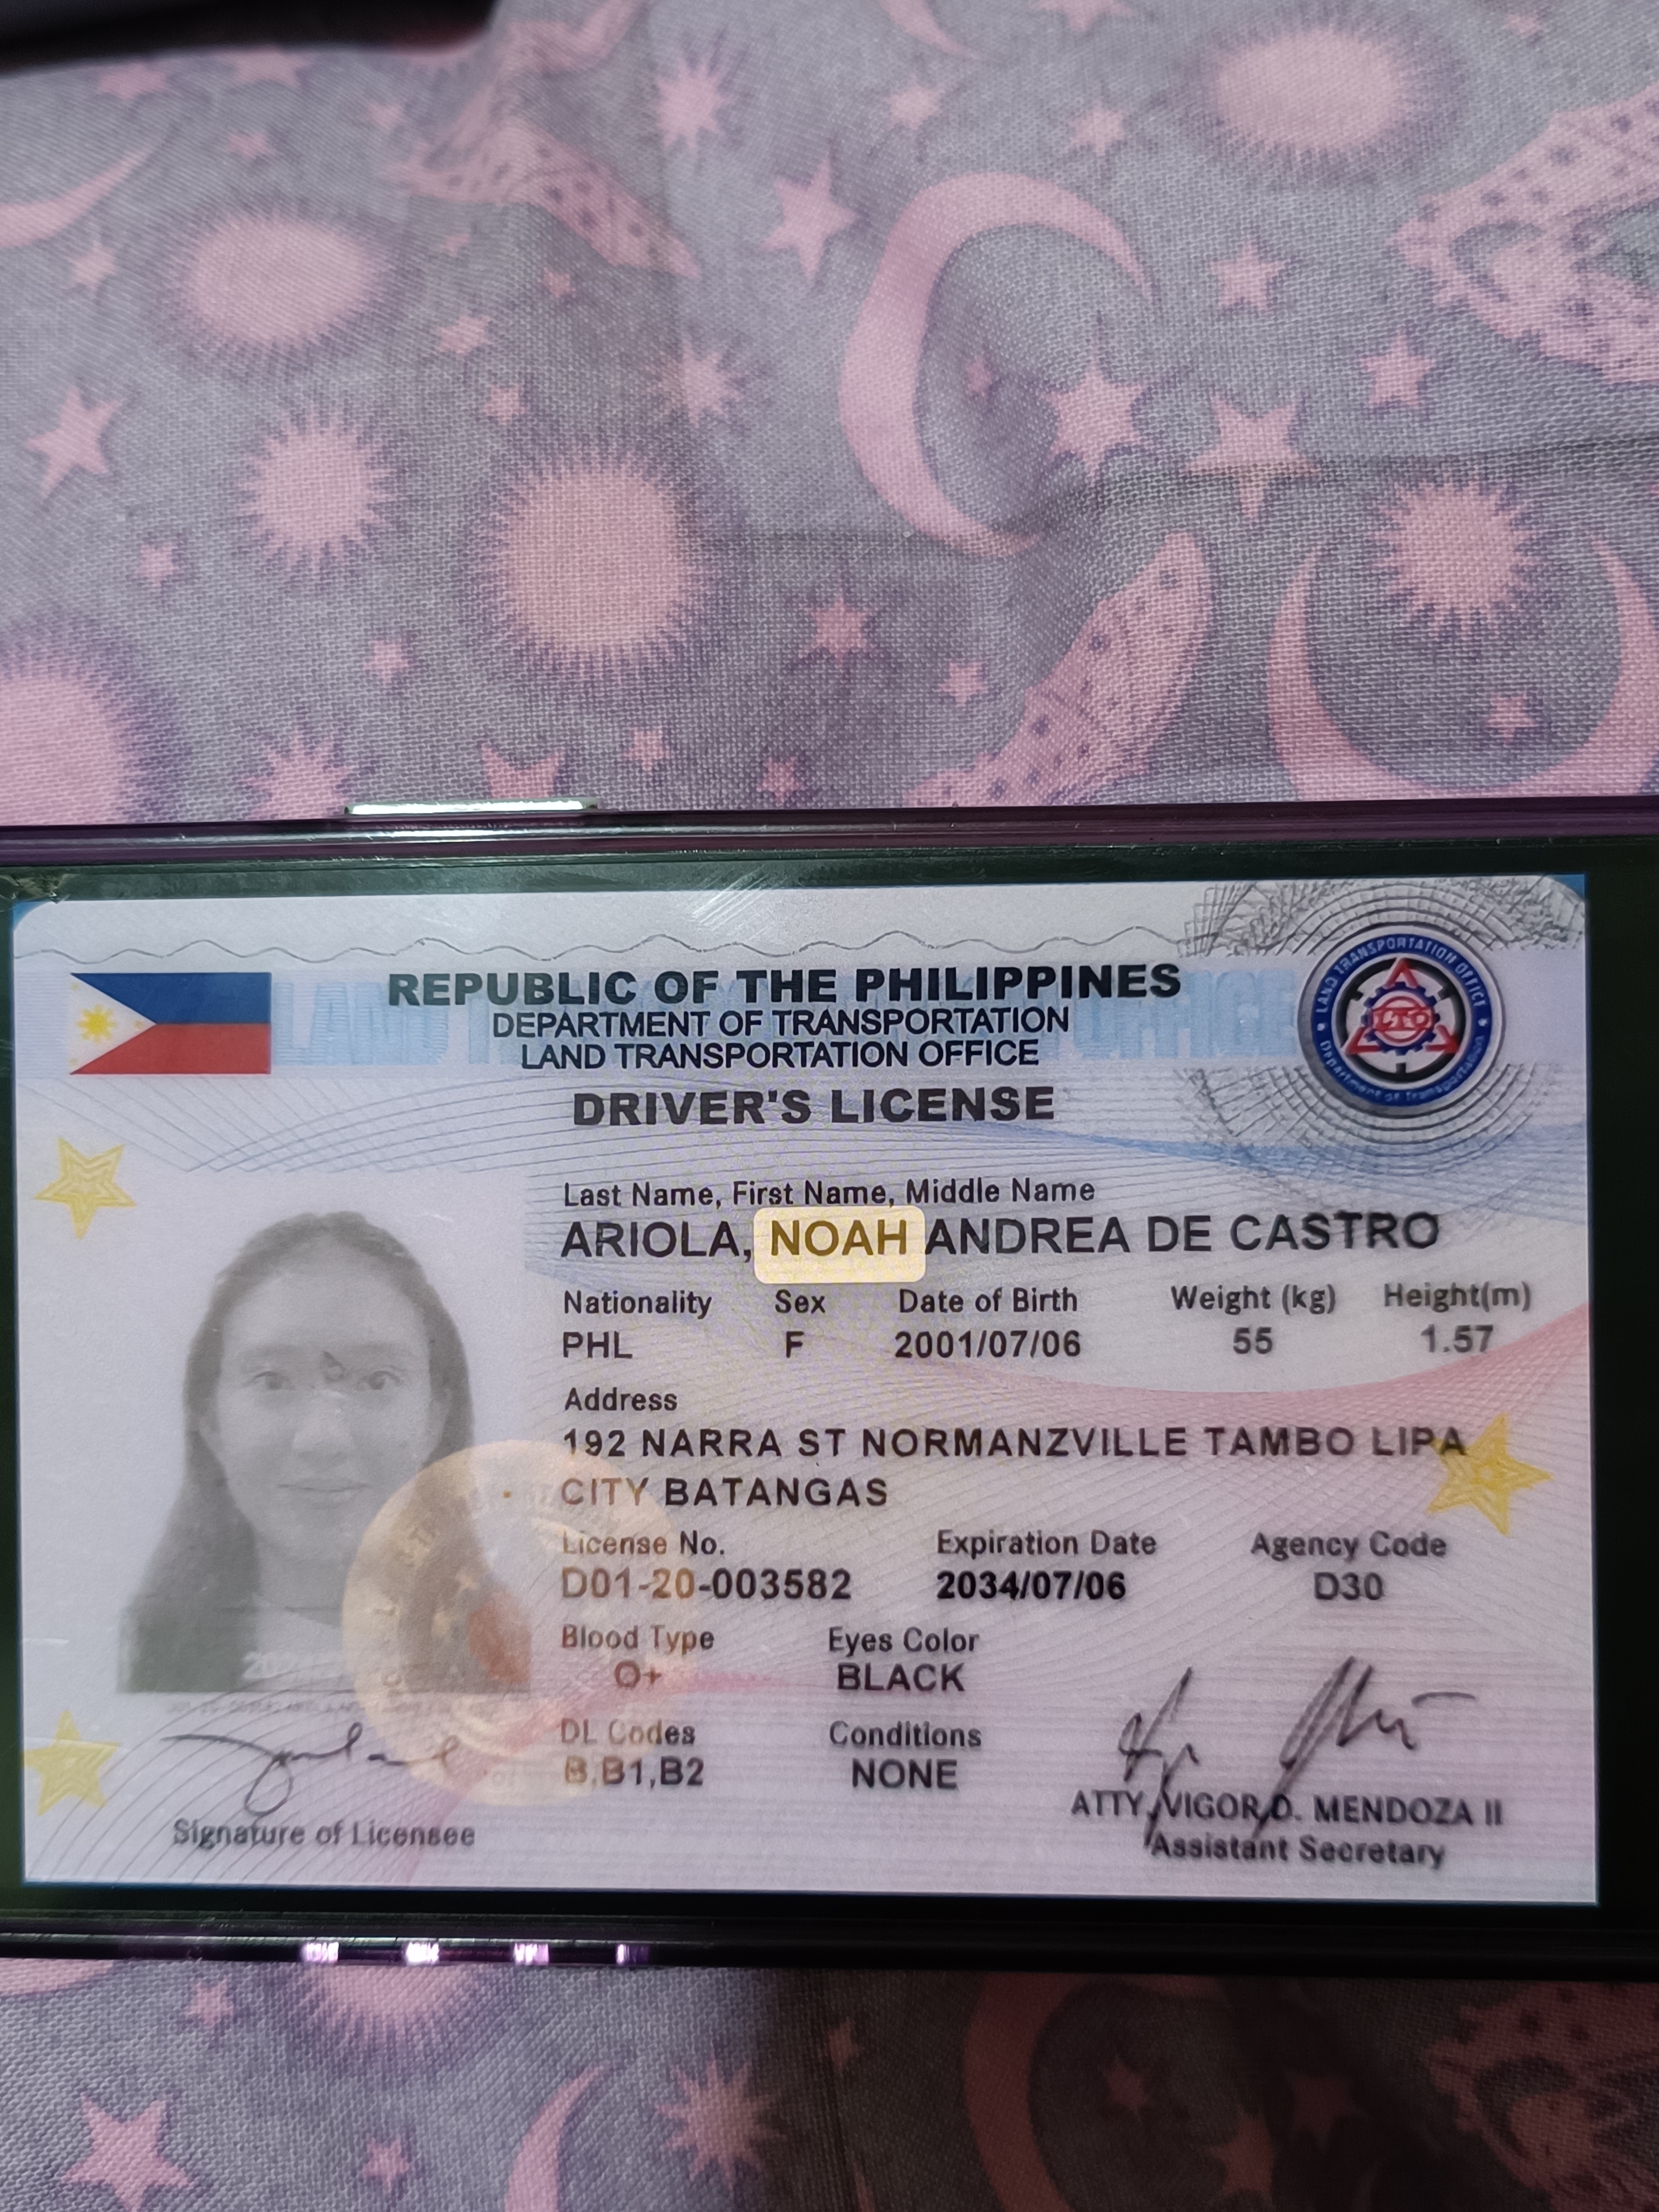 REPUBLIC OF THE PHILIPPINES
DEPARTMENT OF TRANSPORTATION
LAND TRANSPORTATION OFFICE
DRIVER'S LICENSE
LAND TRANSPORTATION OFFICE
LTO
Department of Transportation
Last Name, First Name, Middle Name
ARIOLA, NOAH ANDREA DE CASTRO
Nationality Sex Date of Birth Weight (kg) Height(m)
PHL F 2001/07/06 55 1.57
Address
192 NARRA ST NORMANZVILLE TAMBO LIPA
CITY BATANGAS
License No. Expiration Date Agency Code
D01-20-003582 2034/07/06 D30
Blood Type Eyes Color
O+ BLACK
DL Codes Conditions
B,B1,B2 NONE
Signature of Licensee
ATTY. VIGOR D. MENDOZA II
Assistant Secretary